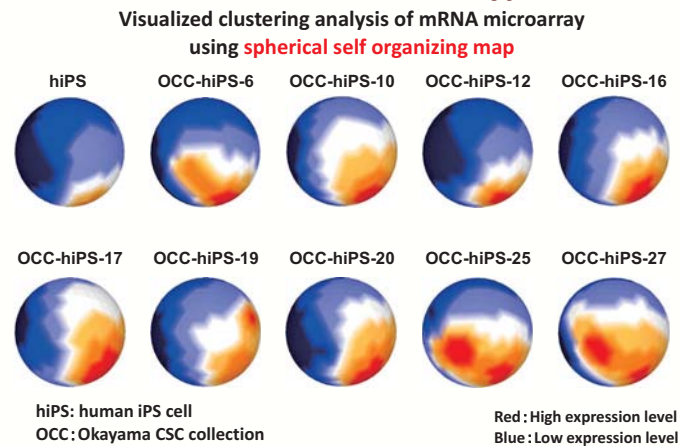 Visualized clustering analysis of mRNA microarray
using spherical self organizing map
hiPS OCC-hiPS-6 OCC-hiPS-10 OCC-hiPS-12 OCC-hiPS-16
OCC-hiPS-17 OCC-hiPS-19 OCC-hiPS-20 OCC-hiPS-25 OCC-hiPS-27
hiPS: human iPS cell
OCC：Okayama CSC collection
Red：High expression level
Blue：Low expression level